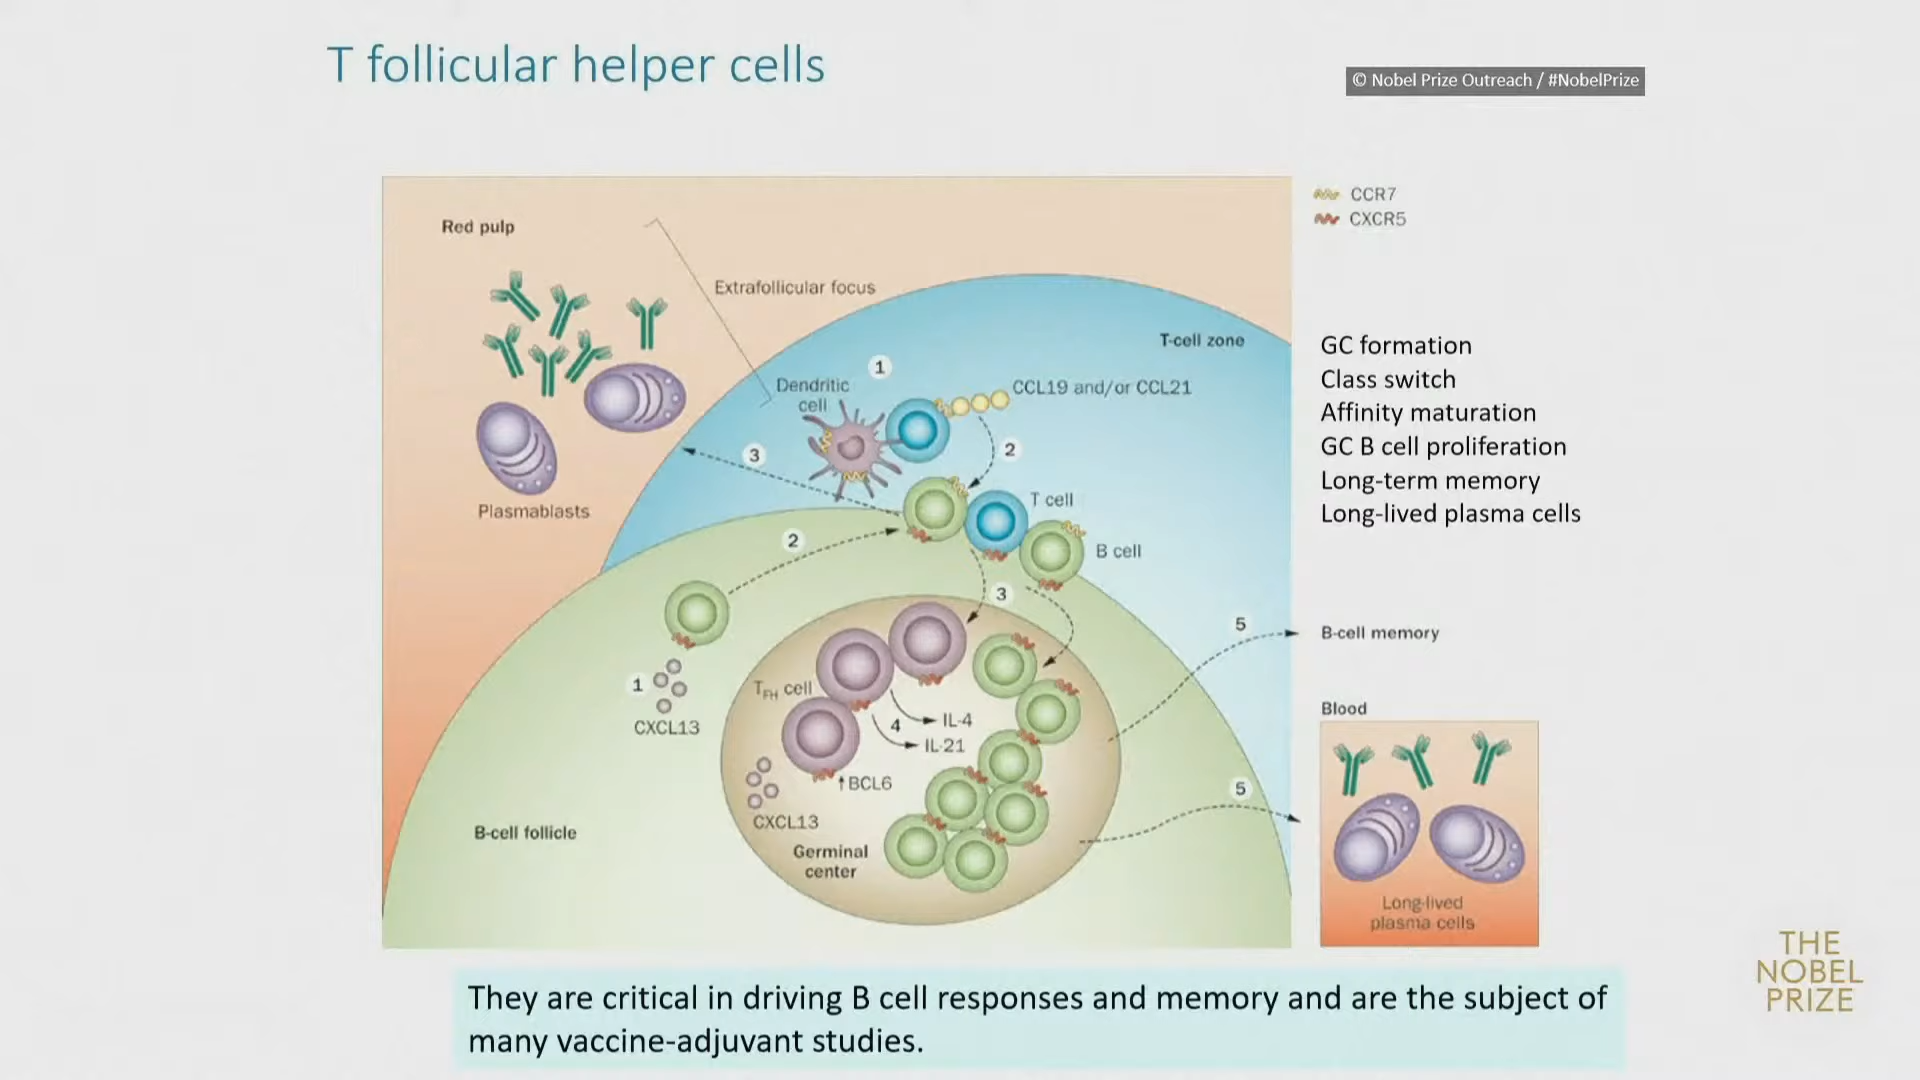 T follicular helper cells
© Nobel Prize Outreach / #NobelPrize
CCR7
CXCR5
Red pulp
Extrafollicular focus
T-cell zone
1
Dendritic
cell
CCL19 and/or CCL21
2
3
T cell
Plasmablasts
2
B cell
3
1
CXCL13
TFH cell
4
IL-4
IL-21
↑BCL6
CXCL13
B-cell follicle
Germinal
center
5
5
GC formation
Class switch
Affinity maturation
GC B cell proliferation
Long-term memory
Long-lived plasma cells
B-cell memory
Blood
Long-lived
plasma cells
They are critical in driving B cell responses and memory and are the subject of
many vaccine-adjuvant studies.
THE
NOBEL
PRIZE